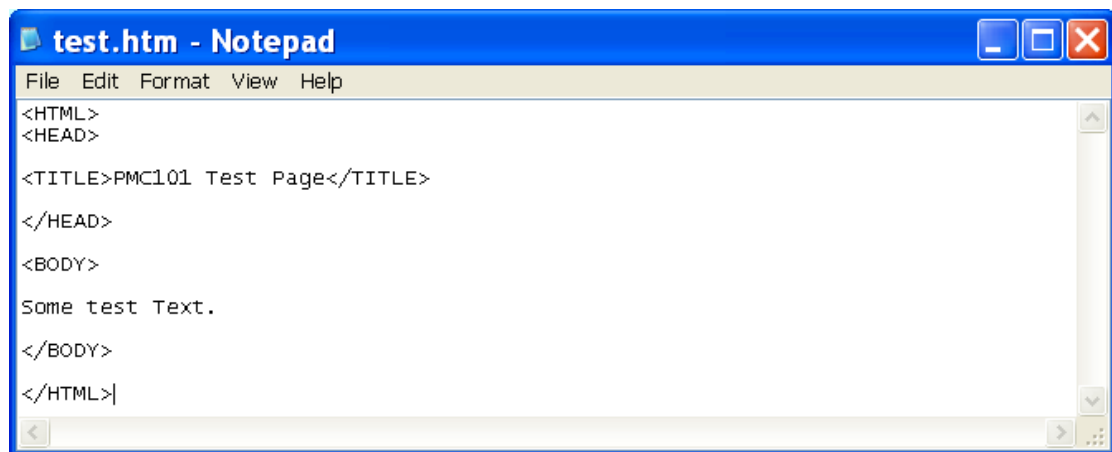 test.htm - Notepad
File Edit Format View Help
<HTML>
<HEAD>
<TITLE>PMC101 Test Page</TITLE>
</HEAD>
<BODY>
Some test Text.
</BODY>
</HTML>